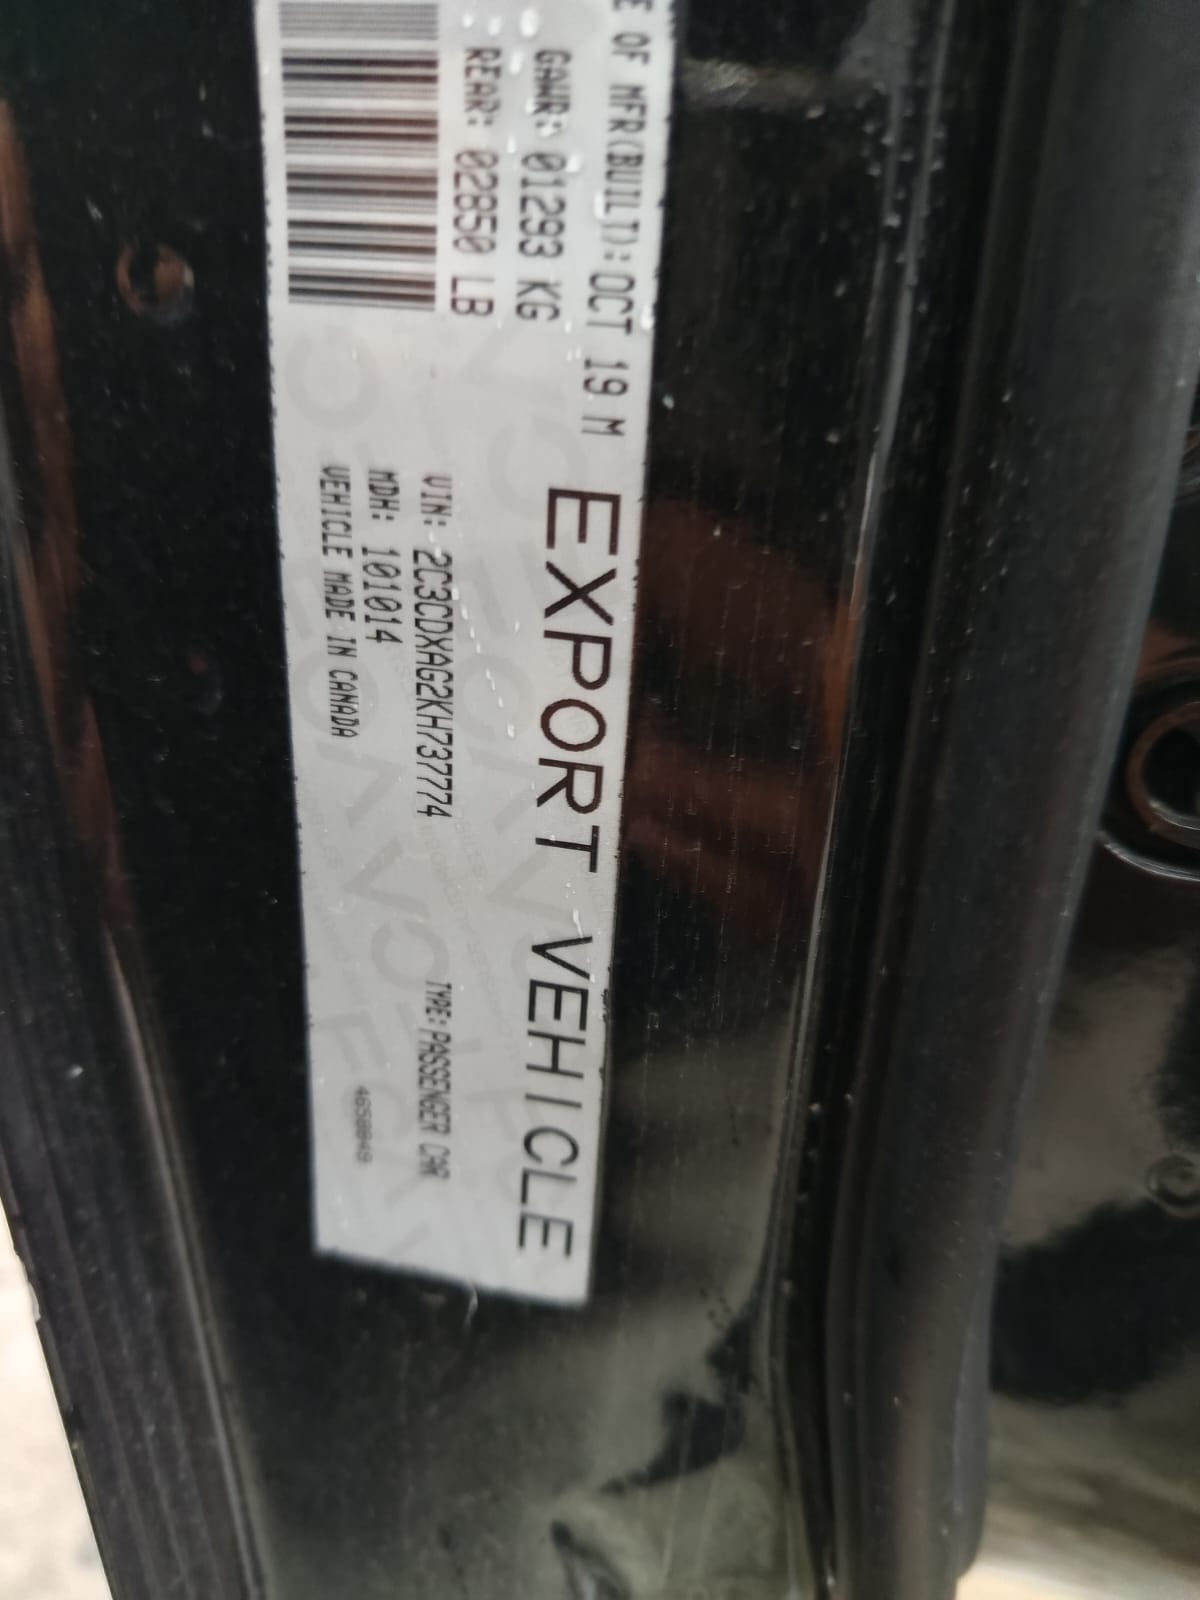 E OF MFR(BUILT):OCT 19 M
GAWR: 01293 KG
REAR: 02850 LB
EXPORT VEHICLE
VIN: 2C3CDXAG2KH737774
TYPE:PASSENGER CAR
MDH: 101014
VEHICLE MADE IN CANADA